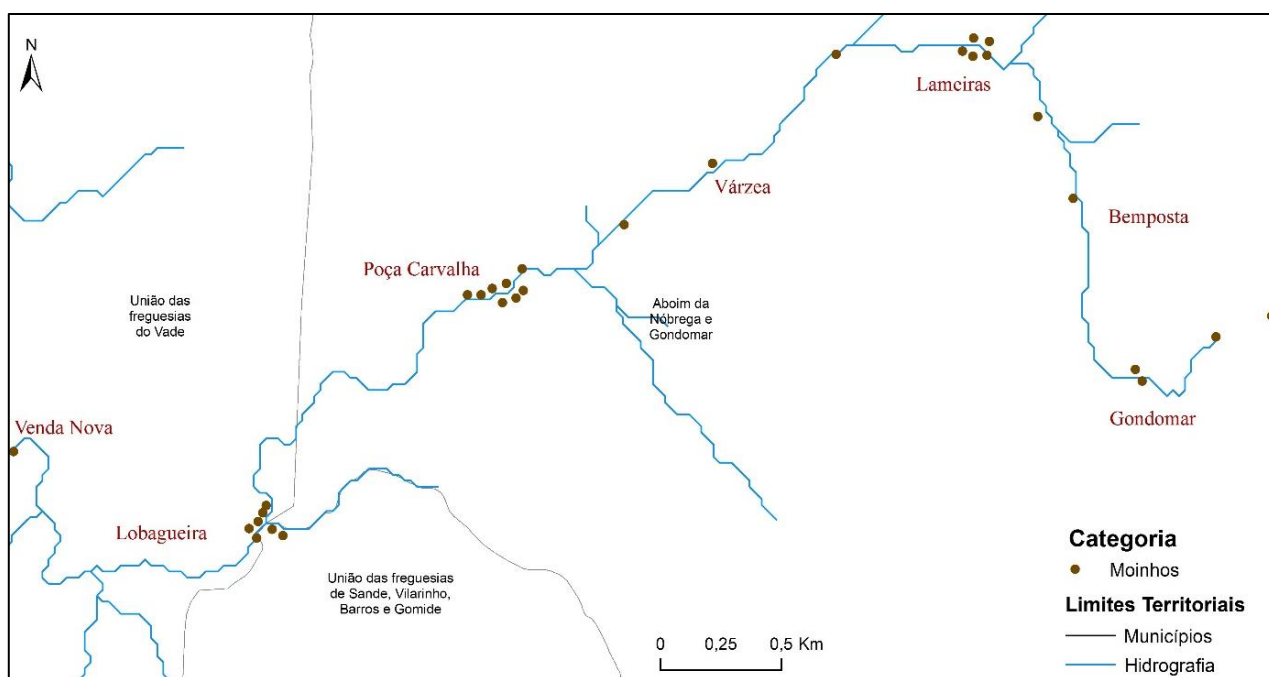 N
Lameiras
Várzea
Bemposta
Poça Carvalha
União das
freguesias
do Vade
Aboim da
Nóbrega e
Gondomar
Venda Nova
Gondomar
Lobagueira
União das freguesias
de Sande, Vilarinho,
Barros e Gomide
0 0,25 0,5 Km
Categoria
Moinhos
Limites Territoriais
Municípios
Hidrografia